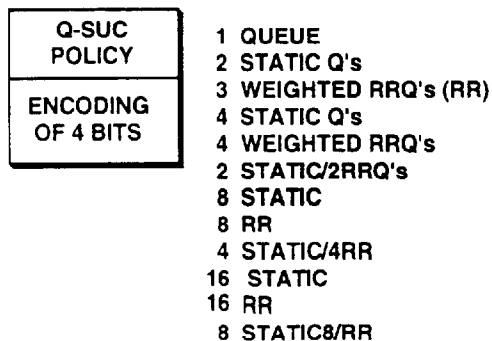 Q-SUC
POLICY
ENCODING
OF 4 BITS
1 QUEUE
2 STATIC Q's
3 WEIGHTED RRQ's (RR)
4 STATIC Q's
4 WEIGHTED RRQ's
2 STATIC/2RRQ's
8 STATIC
8 RR
4 STATIC/4RR
16 STATIC
16 RR
8 STATIC8/RR